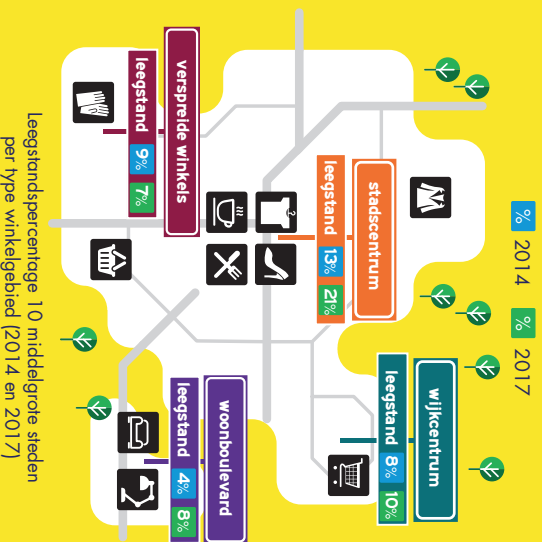 % 2014 % 2017
wijkcentrum
leegstand 8% 10%
stadscentrum
leegstand 13% 21%
verspreide winkels
leegstand 9% 7%
woonboulevard
leegstand 4% 8%
Leegstandspercentage 10 middelgrote steden
per type winkelgebied (2014 en 2017)